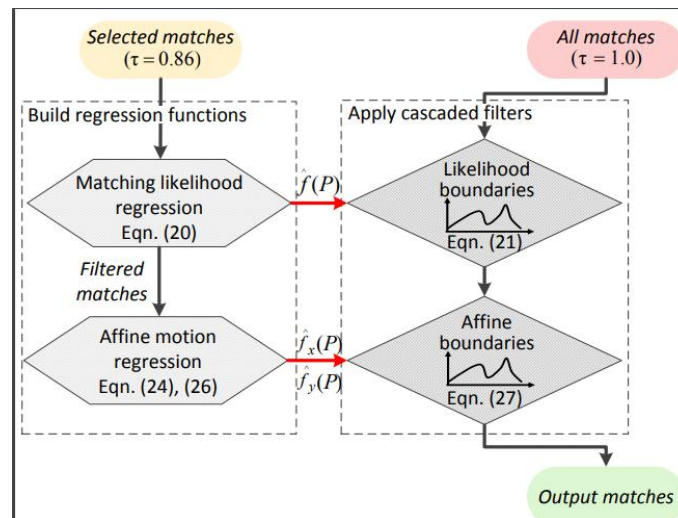 Selected matches
(τ = 0.86)
All matches
(τ = 1.0)
Build regression functions
Apply cascaded filters
Matching likelihood
regression
Eqn. (20)
f̂(P)
Likelihood
boundaries
Eqn. (21)
Filtered
matches
Affine motion
regression
Eqn. (24), (26)
f̂ₓ(P)
f̂ᵧ(P)
Affine
boundaries
Eqn. (27)
Output matches